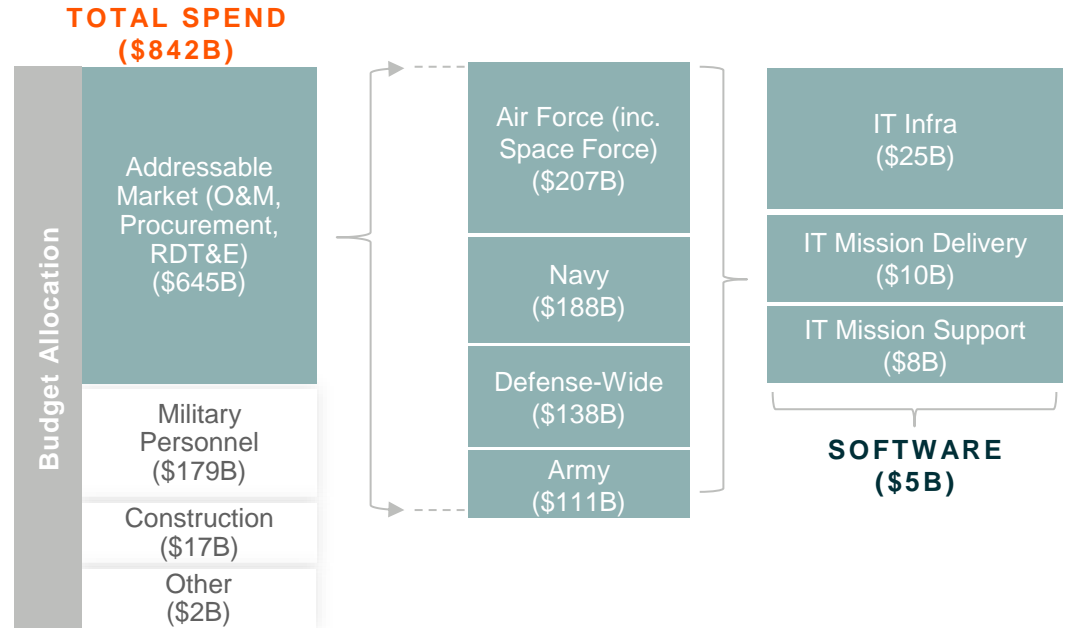 TOTAL SPEND
($842B)
Budget Allocation
Addressable
Market (O&M,
Procurement,
RDT&E)
($645B)
Military
Personnel
($179B)
Construction
($17B)
Other
($2B)
Air Force (inc.
Space Force)
($207B)
Navy
($188B)
Defense-Wide
($138B)
Army
($111B)
IT Infra
($25B)
IT Mission Delivery
($10B)
IT Mission Support
($8B)
SOFTWARE
($5B)